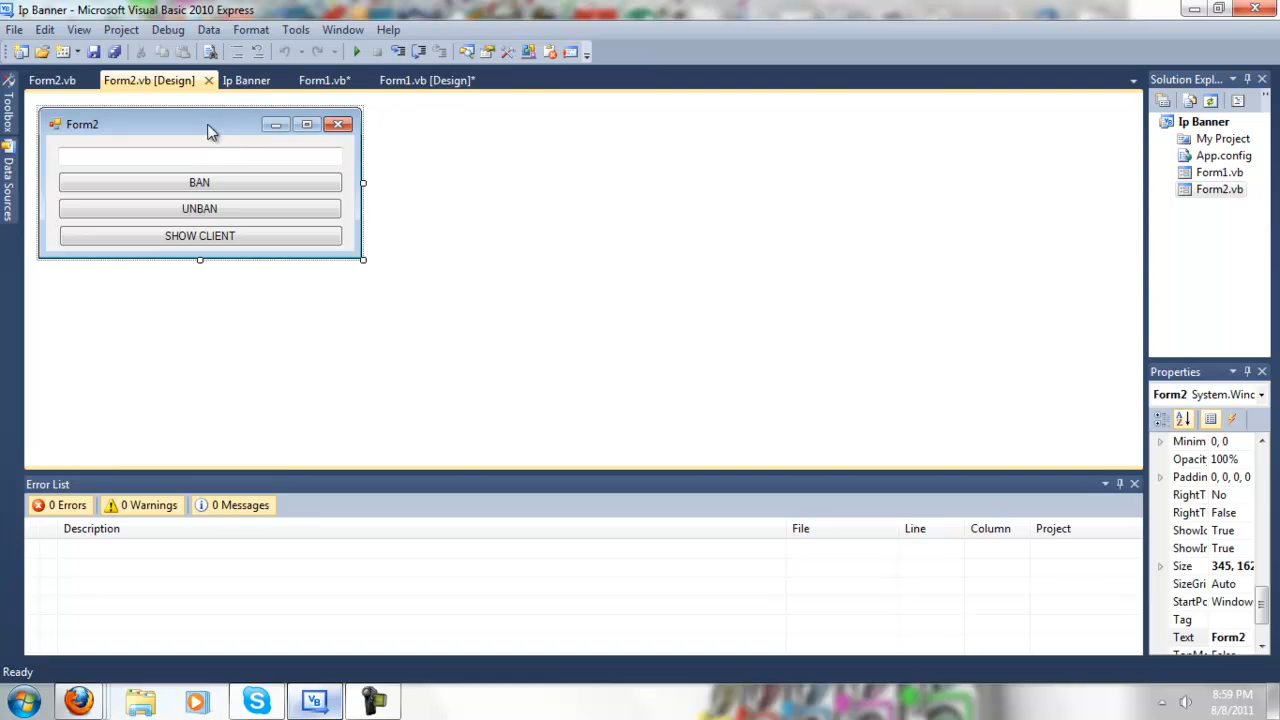 Ip Banner - Microsoft Visual Basic 2010 Express
File Edit View Project Debug Data Format Tools Window Help
Form2.vb Form2.vb [Design] Ip Banner Form1.vb* Form1.vb [Design]*
Toolbox
Data Sources
Form2
BAN
UNBAN
SHOW CLIENT
Solution Expl...
Ip Banner
My Project
App.config
Form1.vb
Form2.vb
Properties
Form2 System.Winc
Minim 0, 0
Opacit 100%
Paddin 0, 0, 0, 0
RightT No
RightT False
ShowIc True
ShowIr True
Size 345, 162
SizeGri Auto
StartPc Window
Tag
Text Form2
Error List
0 Errors 0 Warnings 0 Messages
Description File Line Column Project
Ready
8:59 PM
8/8/2011